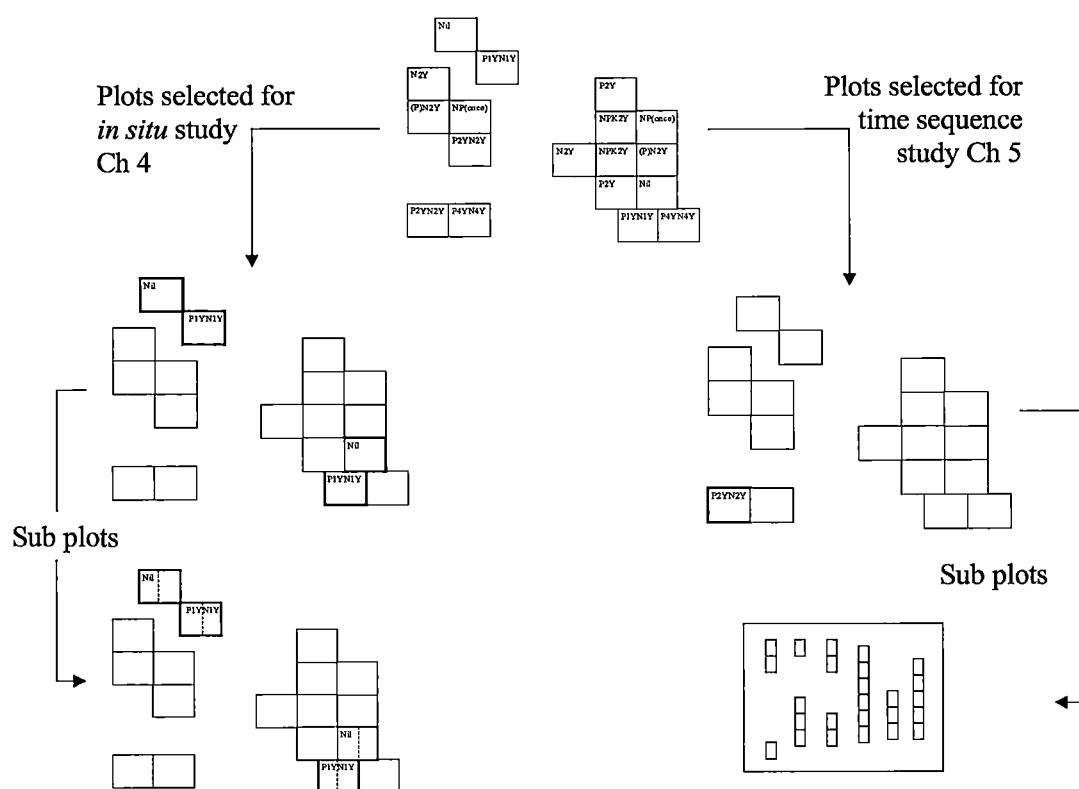 Nil
P1YN1Y
N2Y
(P)N2Y NP(once)
P2YN2Y
P2YN2Y P4YN4Y
P2Y
NPK2Y NP(once)
N2Y NPK2Y (P)N2Y
P2Y Nil
P1YN1Y P4YN4Y
Plots selected for
in situ study
Ch 4
Plots selected for
time sequence
study Ch 5
Nil
P1YN1Y
Nil
P1YN1Y
P2YN2Y
Sub plots
Sub plots
Nil
P1YN1Y
Nil
P1YN1Y